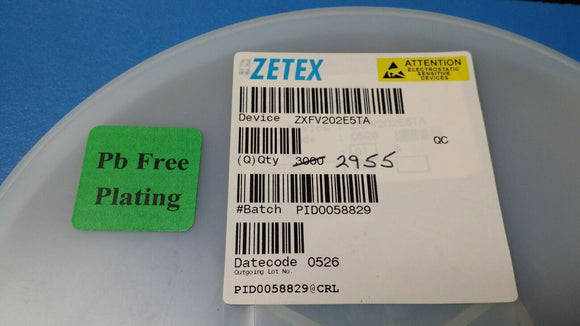 ZETEX
ATTENTION
ELECTROSTATIC
SENSITIVE
DEVICES
Device ZXFV202E5TA
QC
(Q)Qty 3000 2955
#Batch PID0058829
Datecode 0526
Outgoing Lot No.
PID0058829@CRL
Pb Free
Plating